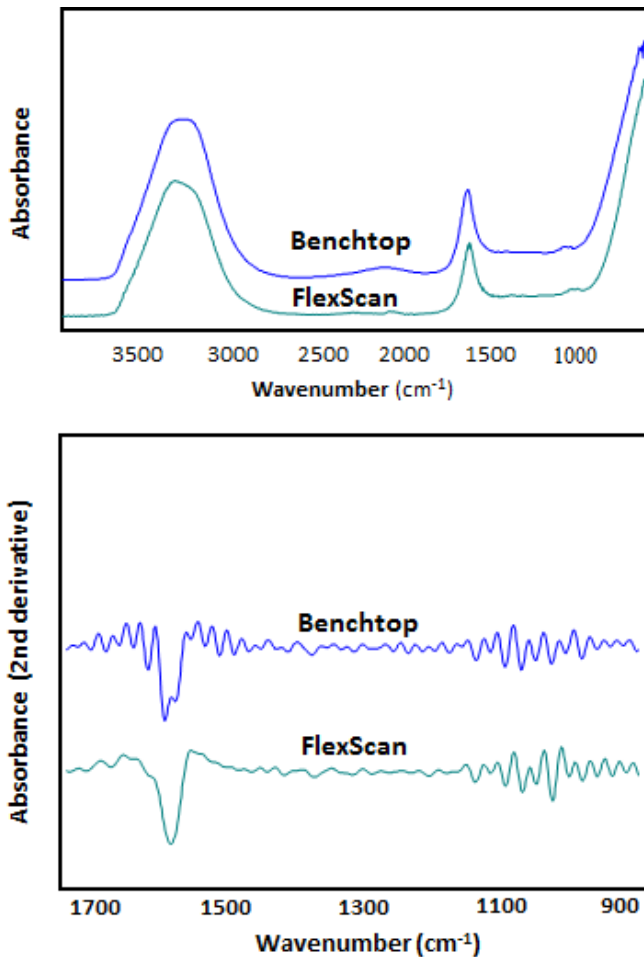 Absorbance
Benchtop
FlexScan
3500 3000 2500 2000 1500 1000
Wavenumber (cm-1)
Absorbance (2nd derivative)
Benchtop
FlexScan
1700 1500 1300 1100 900
Wavenumber (cm-1)